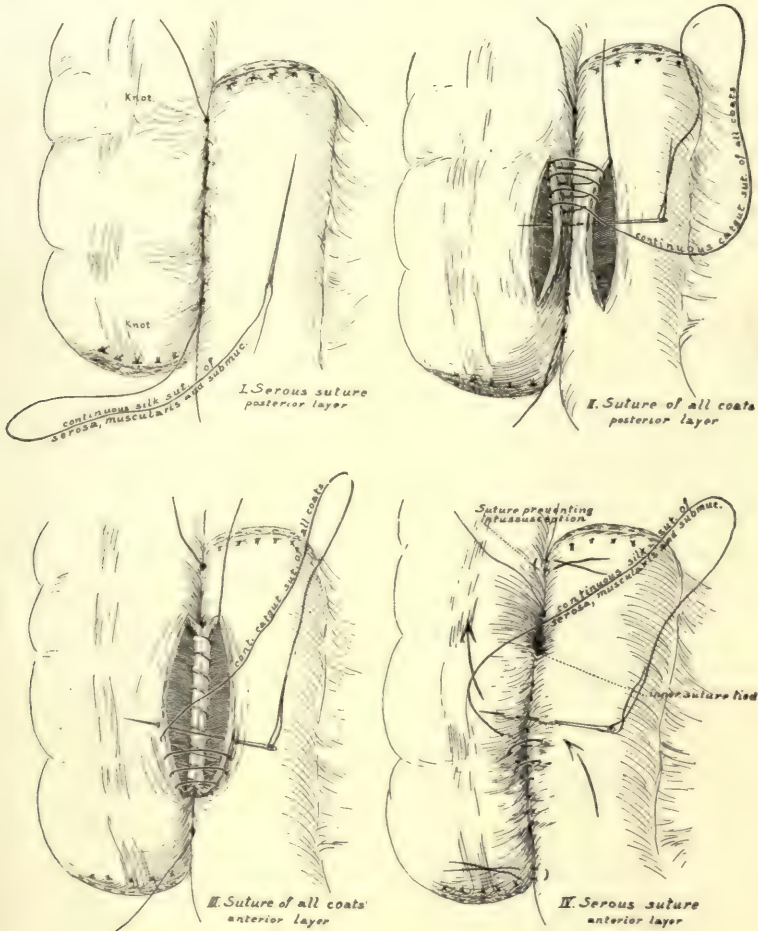 Knot
Knot
continuous silk sut. of
serosa, muscularis and submuc.
I. Serous suture
posterior layer
continuous catgut sut. of all coats
II. Suture of all coats
posterior layer
cont. catgut sut. of all coats
III. Suture of all coats
anterior layer
Suture preventing
intussusception
continuous silk sut. of
serosa, muscularis and submuc.
inner suture tied
IV. Serous suture
anterior layer